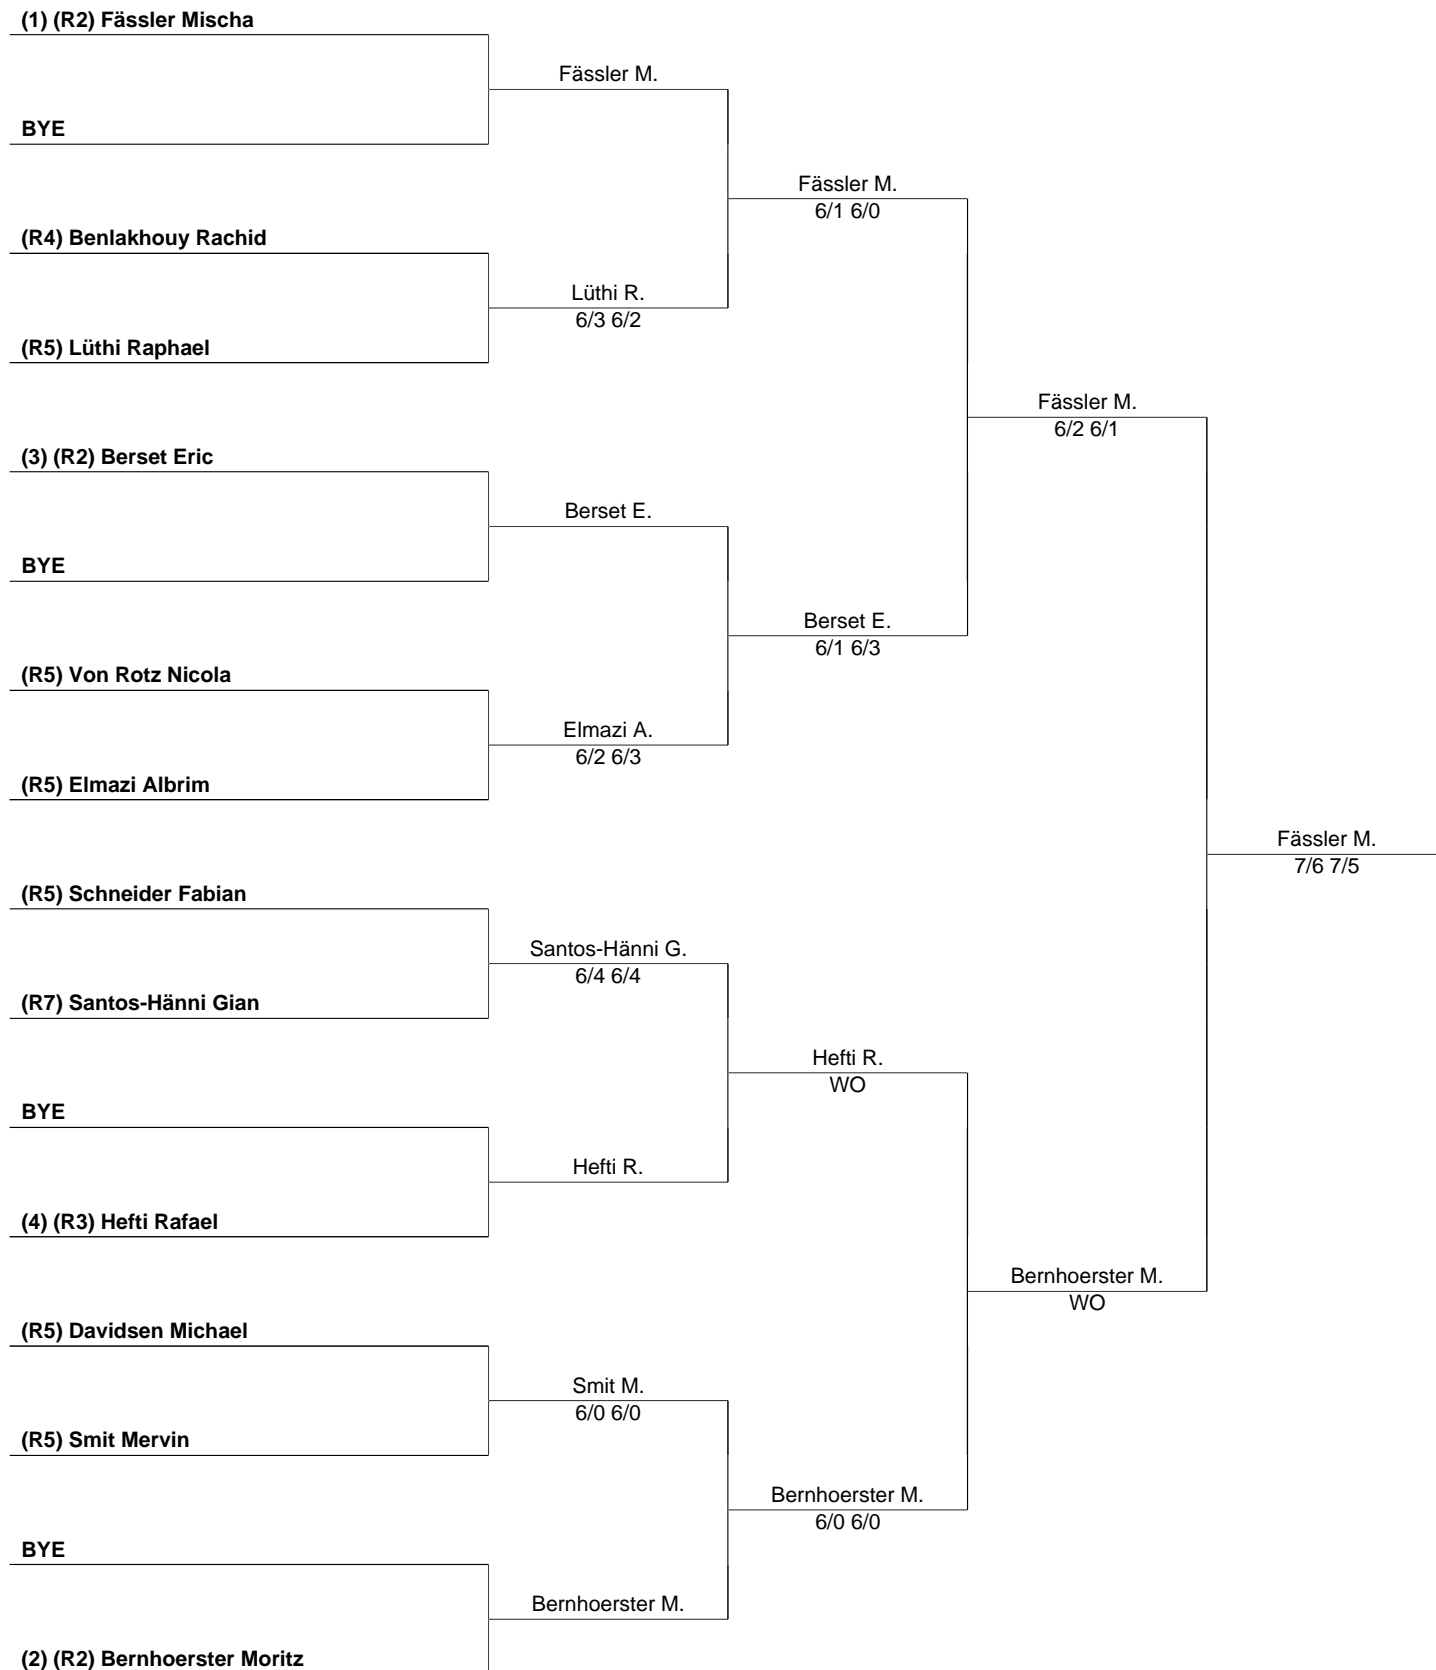 (1) (R2) Fässler Mischa
Fässler M.
BYE
Fässler M.
6/1 6/0
(R4) Benlakhouy Rachid
Lüthi R.
6/3 6/2
(R5) Lüthi Raphael
Fässler M.
6/2 6/1
(3) (R2) Berset Eric
Berset E.
BYE
Berset E.
6/1 6/3
(R5) Von Rotz Nicola
Elmazi A.
6/2 6/3
(R5) Elmazi Albrim
Fässler M.
7/6 7/5
(R5) Schneider Fabian
Santos-Hänni G.
6/4 6/4
(R7) Santos-Hänni Gian
Hefti R.
WO
BYE
Hefti R.
(4) (R3) Hefti Rafael
Bernhoerster M.
WO
(R5) Davidsen Michael
Smit M.
6/0 6/0
(R5) Smit Mervin
Bernhoerster M.
6/0 6/0
BYE
Bernhoerster M.
(2) (R2) Bernhoerster Moritz